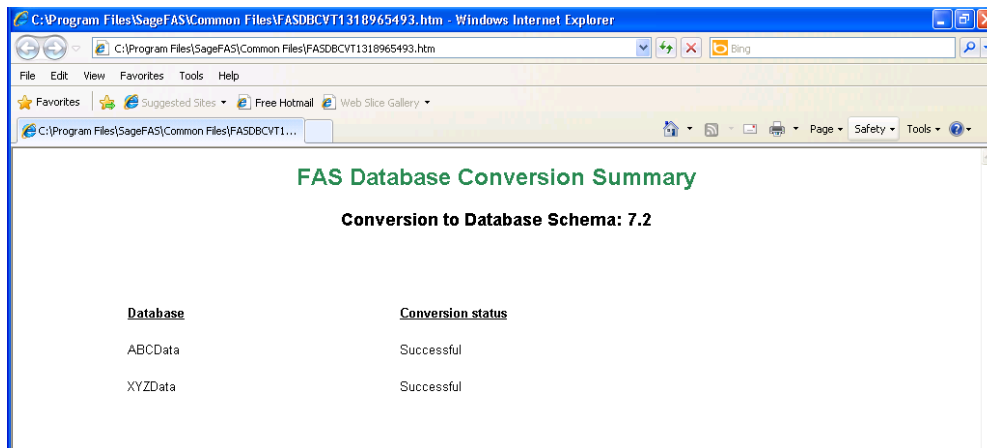 C:\Program Files\SageFAS\Common Files\FASDBCVT1318965493.htm - Windows Internet Explorer
C:\Program Files\SageFAS\Common Files\FASDBCVT1318965493.htm
Bing
File Edit View Favorites Tools Help
Favorites Suggested Sites Free Hotmail Web Slice Gallery
C:\Program Files\SageFAS\Common Files\FASDBCVT1... Page Safety Tools
FAS Database Conversion Summary
Conversion to Database Schema: 7.2
Database Conversion status
ABCData Successful
XYZData Successful